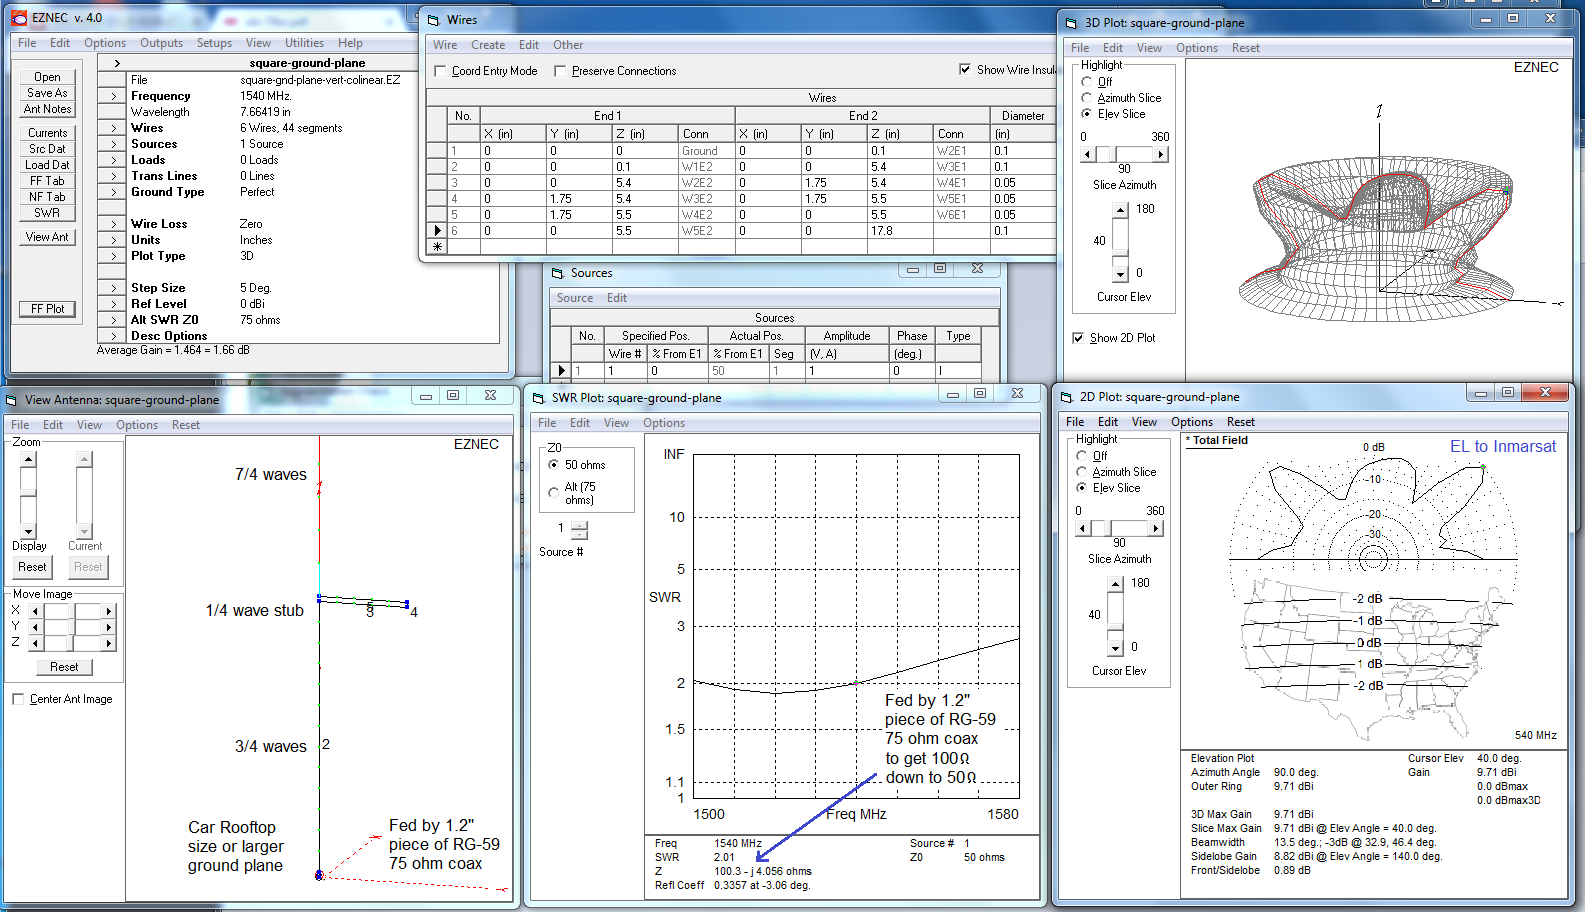 EZNEC v. 4.0
File Edit Options Outputs Setups View Utilities Help
Open
Save As
Ant Notes
Currents
Src Dat
Load Dat
FF Tab
NF Tab
SWR
View Ant
FF Plot
> square-ground-plane
File square-gnd-plane-vert-colinear.EZ
> Frequency 1540 MHz.
Wavelength 7.66419 in
> Wires 6 Wires, 44 segments
> Sources 1 Source
> Loads 0 Loads
> Trans Lines 0 Lines
> Ground Type Perfect
> Wire Loss Zero
> Units Inches
> Plot Type 3D
> Step Size 5 Deg.
> Ref Level 0 dBi
> Alt SWR Z0 75 ohms
> Desc Options
Average Gain = 1.464 = 1.66 dB
Wires
Wire Create Edit Other
Coord Entry Mode Preserve Connections Show Wire Insul
Wires
No. End 1 End 2 Diameter
X (in) Y (in) Z (in) Conn X (in) Y (in) Z (in) Conn (in)
1 0 0 0 Ground 0 0 0.1 W2E1 0.1
2 0 0 0.1 W1E2 0 0 5.4 W3E1 0.1
3 0 0 5.4 W2E2 0 1.75 5.4 W4E1 0.05
4 0 1.75 5.4 W3E2 0 1.75 5.5 W5E1 0.05
5 0 1.75 5.5 W4E2 0 0 5.5 W6E1 0.05
6 0 0 5.5 W5E2 0 0 17.8 0.1
*
Sources
Source Edit
Sources
No. Specified Pos. Actual Pos. Amplitude Phase Type
Wire # % From E1 % From E1 Seg (V, A) (deg.)
1 1 0 50 1 1 0 I
3D Plot: square-ground-plane
File Edit View Options Reset
Highlight
Off
Azimuth Slice
Elev Slice
0 360
90
Slice Azimuth
180
40
0
Cursor Elev
Show 2D Plot
EZNEC
Z
View Antenna: square-ground-plane
File Edit View Options Reset
Zoom
Display Current
Reset Reset
Move Image
X
Y
Z
Reset
Center Ant Image
EZNEC
7/4 waves
1/4 wave stub
5
3
4
3/4 waves
2
Car Rooftop
size or larger
ground plane
Fed by 1.2"
piece of RG-59
75 ohm coax
SWR Plot: square-ground-plane
File Edit View Options
Z0
50 ohms
Alt (75
ohms)
1
Source #
INF
10
5
SWR
3
2
1.5
1.1
1
1500 Freq MHz 1580
Fed by 1.2"
piece of RG-59
75 ohm coax
to get 100Ω
down to 50Ω
Freq 1540 MHz Source # 1
SWR 2.01 Z0 50 ohms
Z 100.3 - j 4.056 ohms
Refl Coeff 0.3357 at -3.06 deg.
2D Plot: square-ground-plane
File Edit View Options Reset
Highlight
Off
Azimuth Slice
Elev Slice
0 360
90
Slice Azimuth
180
40
0
Cursor Elev
* Total Field
0 dB
EL to Inmarsat
-10
-20
-30
-2 dB
-1 dB
0 dB
1 dB
-2 dB
540 MHz
Elevation Plot Cursor Elev 40.0 deg.
Azimuth Angle 90.0 deg. Gain 9.71 dBi
Outer Ring 9.71 dBi 0.0 dBmax
0.0 dBmax3D
3D Max Gain 9.71 dBi
Slice Max Gain 9.71 dBi @ Elev Angle = 40.0 deg.
Beamwidth 13.5 deg.; -3dB @ 32.9, 46.4 deg.
Sidelobe Gain 8.82 dBi @ Elev Angle = 140.0 deg.
Front/Sidelobe 0.89 dB